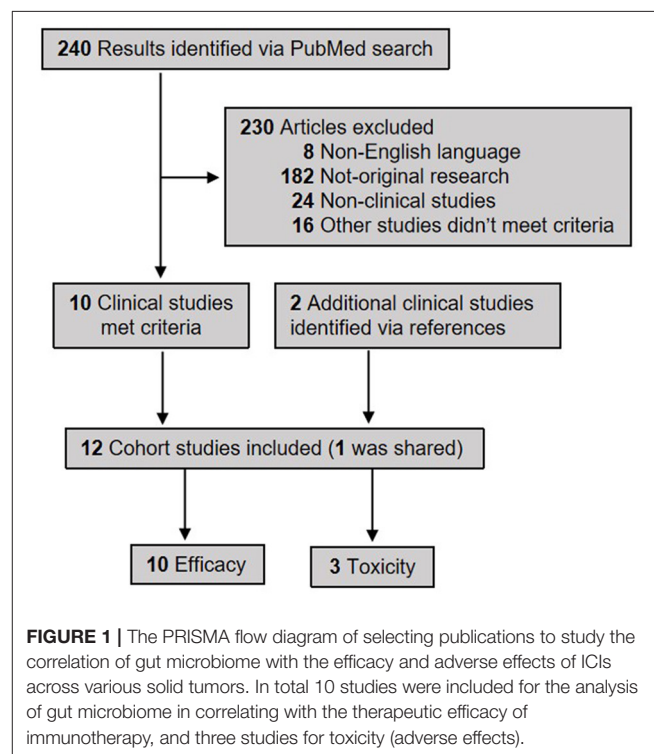 240 Results identified via PubMed search
230 Articles excluded
8 Non-English language
182 Not-original research
24 Non-clinical studies
16 Other studies didn't meet criteria
10 Clinical studies
met criteria
2 Additional clinical studies
identified via references
12 Cohort studies included (1 was shared)
10 Efficacy
3 Toxicity
FIGURE 1 | The PRISMA flow diagram of selecting publications to study the
correlation of gut microbiome with the efficacy and adverse effects of ICIs
across various solid tumors. In total 10 studies were included for the analysis
of gut microbiome in correlating with the therapeutic efficacy of
immunotherapy, and three studies for toxicity (adverse effects).